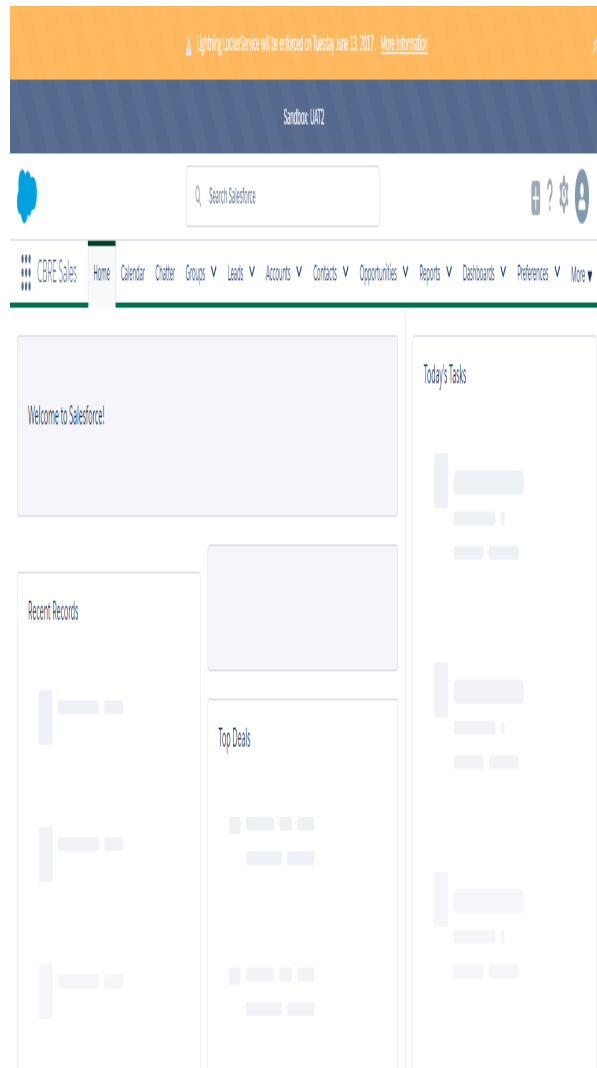 Lightning LockerService will be enforced on Tuesday June 13, 2017. More Information
Sandbox: UAT2
Search Salesforce
CBRE Sales Home Calendar Chatter Groups Leads Accounts Contacts Opportunities Reports Dashboards Preferences More
Today's Tasks
Welcome to Salesforce!
Recent Records
Top Deals